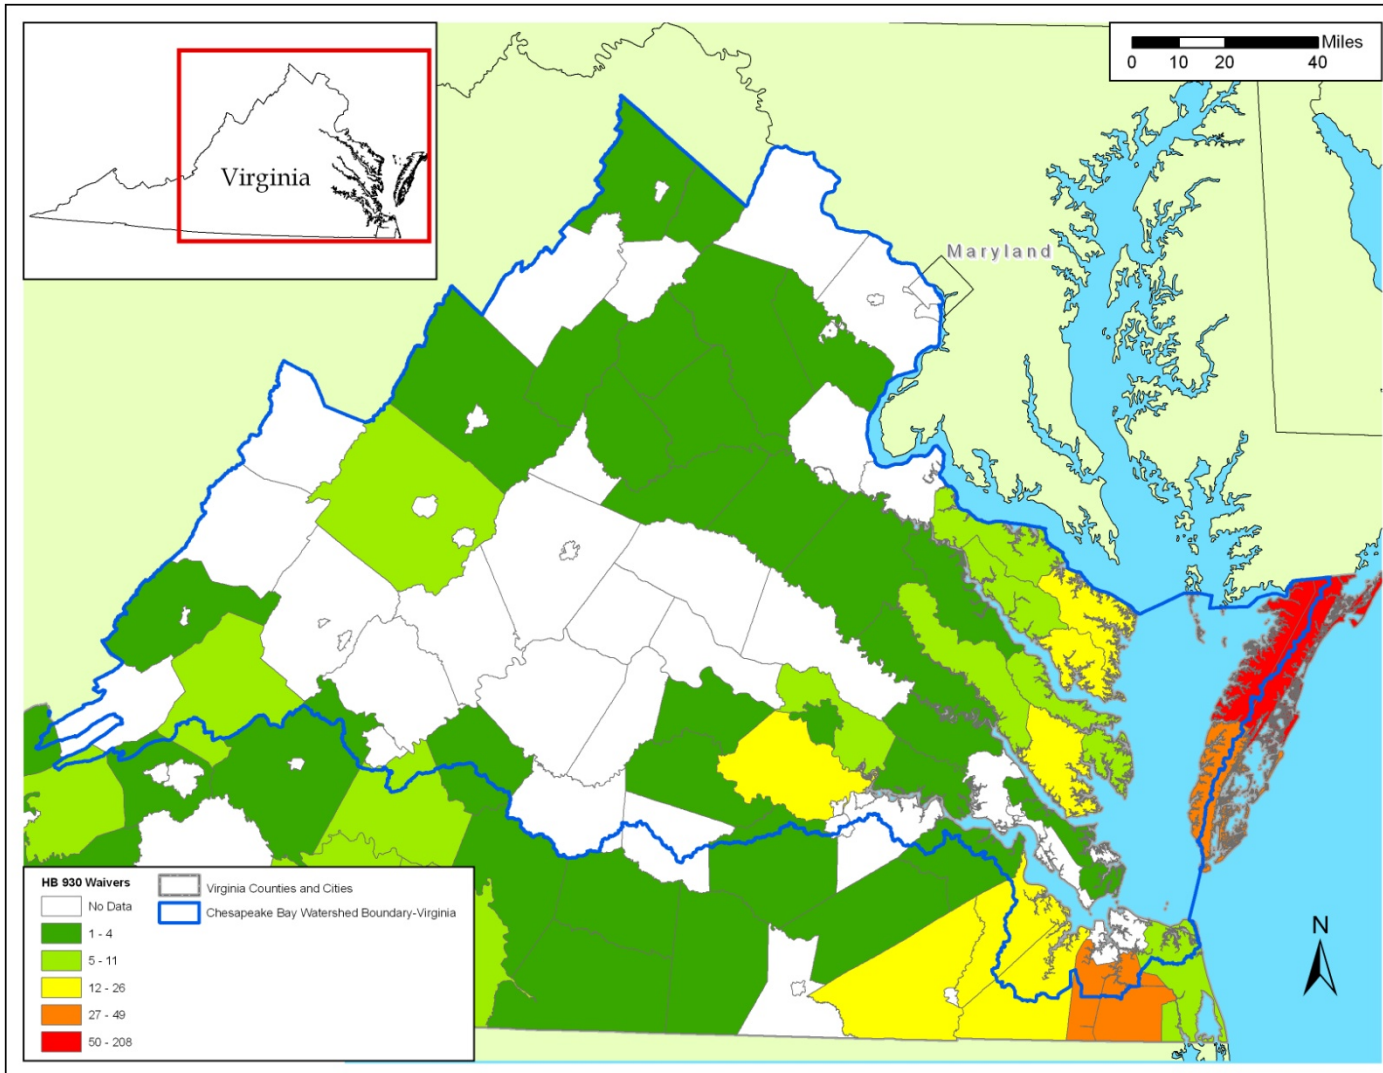 Virginia
Miles
0 10 20 40
Maryland
N
HB 930 Waivers
No Data
1 - 4
5 - 11
12 - 26
27 - 49
50 - 208
Virginia Counties and Cities
Chesapeake Bay Watershed Boundary-Virginia